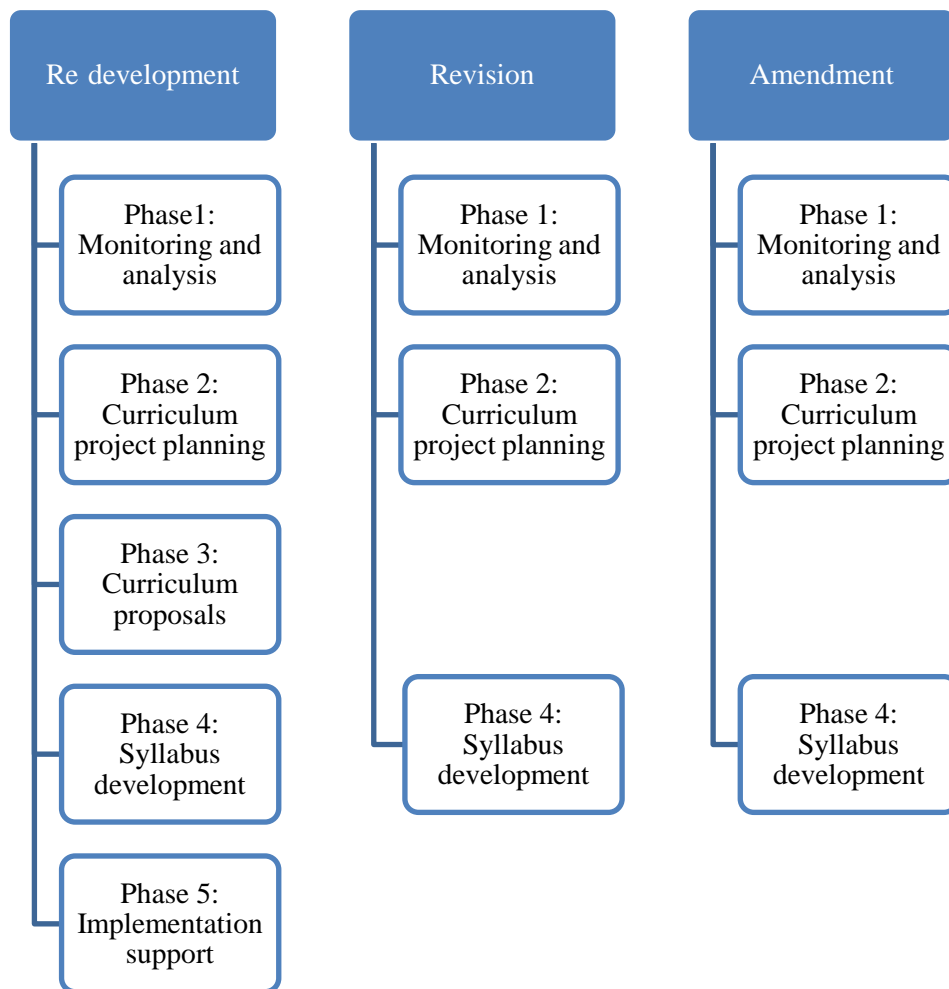 Re development
Phase1:
Monitoring and
analysis
Phase 2:
Curriculum
project planning
Phase 3:
Curriculum
proposals
Phase 4:
Syllabus
development
Phase 5:
Implementation
support
Revision
Phase 1:
Monitoring and
analysis
Phase 2:
Curriculum
project planning
Phase 4:
Syllabus
development
Amendment
Phase 1:
Monitoring and
analysis
Phase 2:
Curriculum
project planning
Phase 4:
Syllabus
development